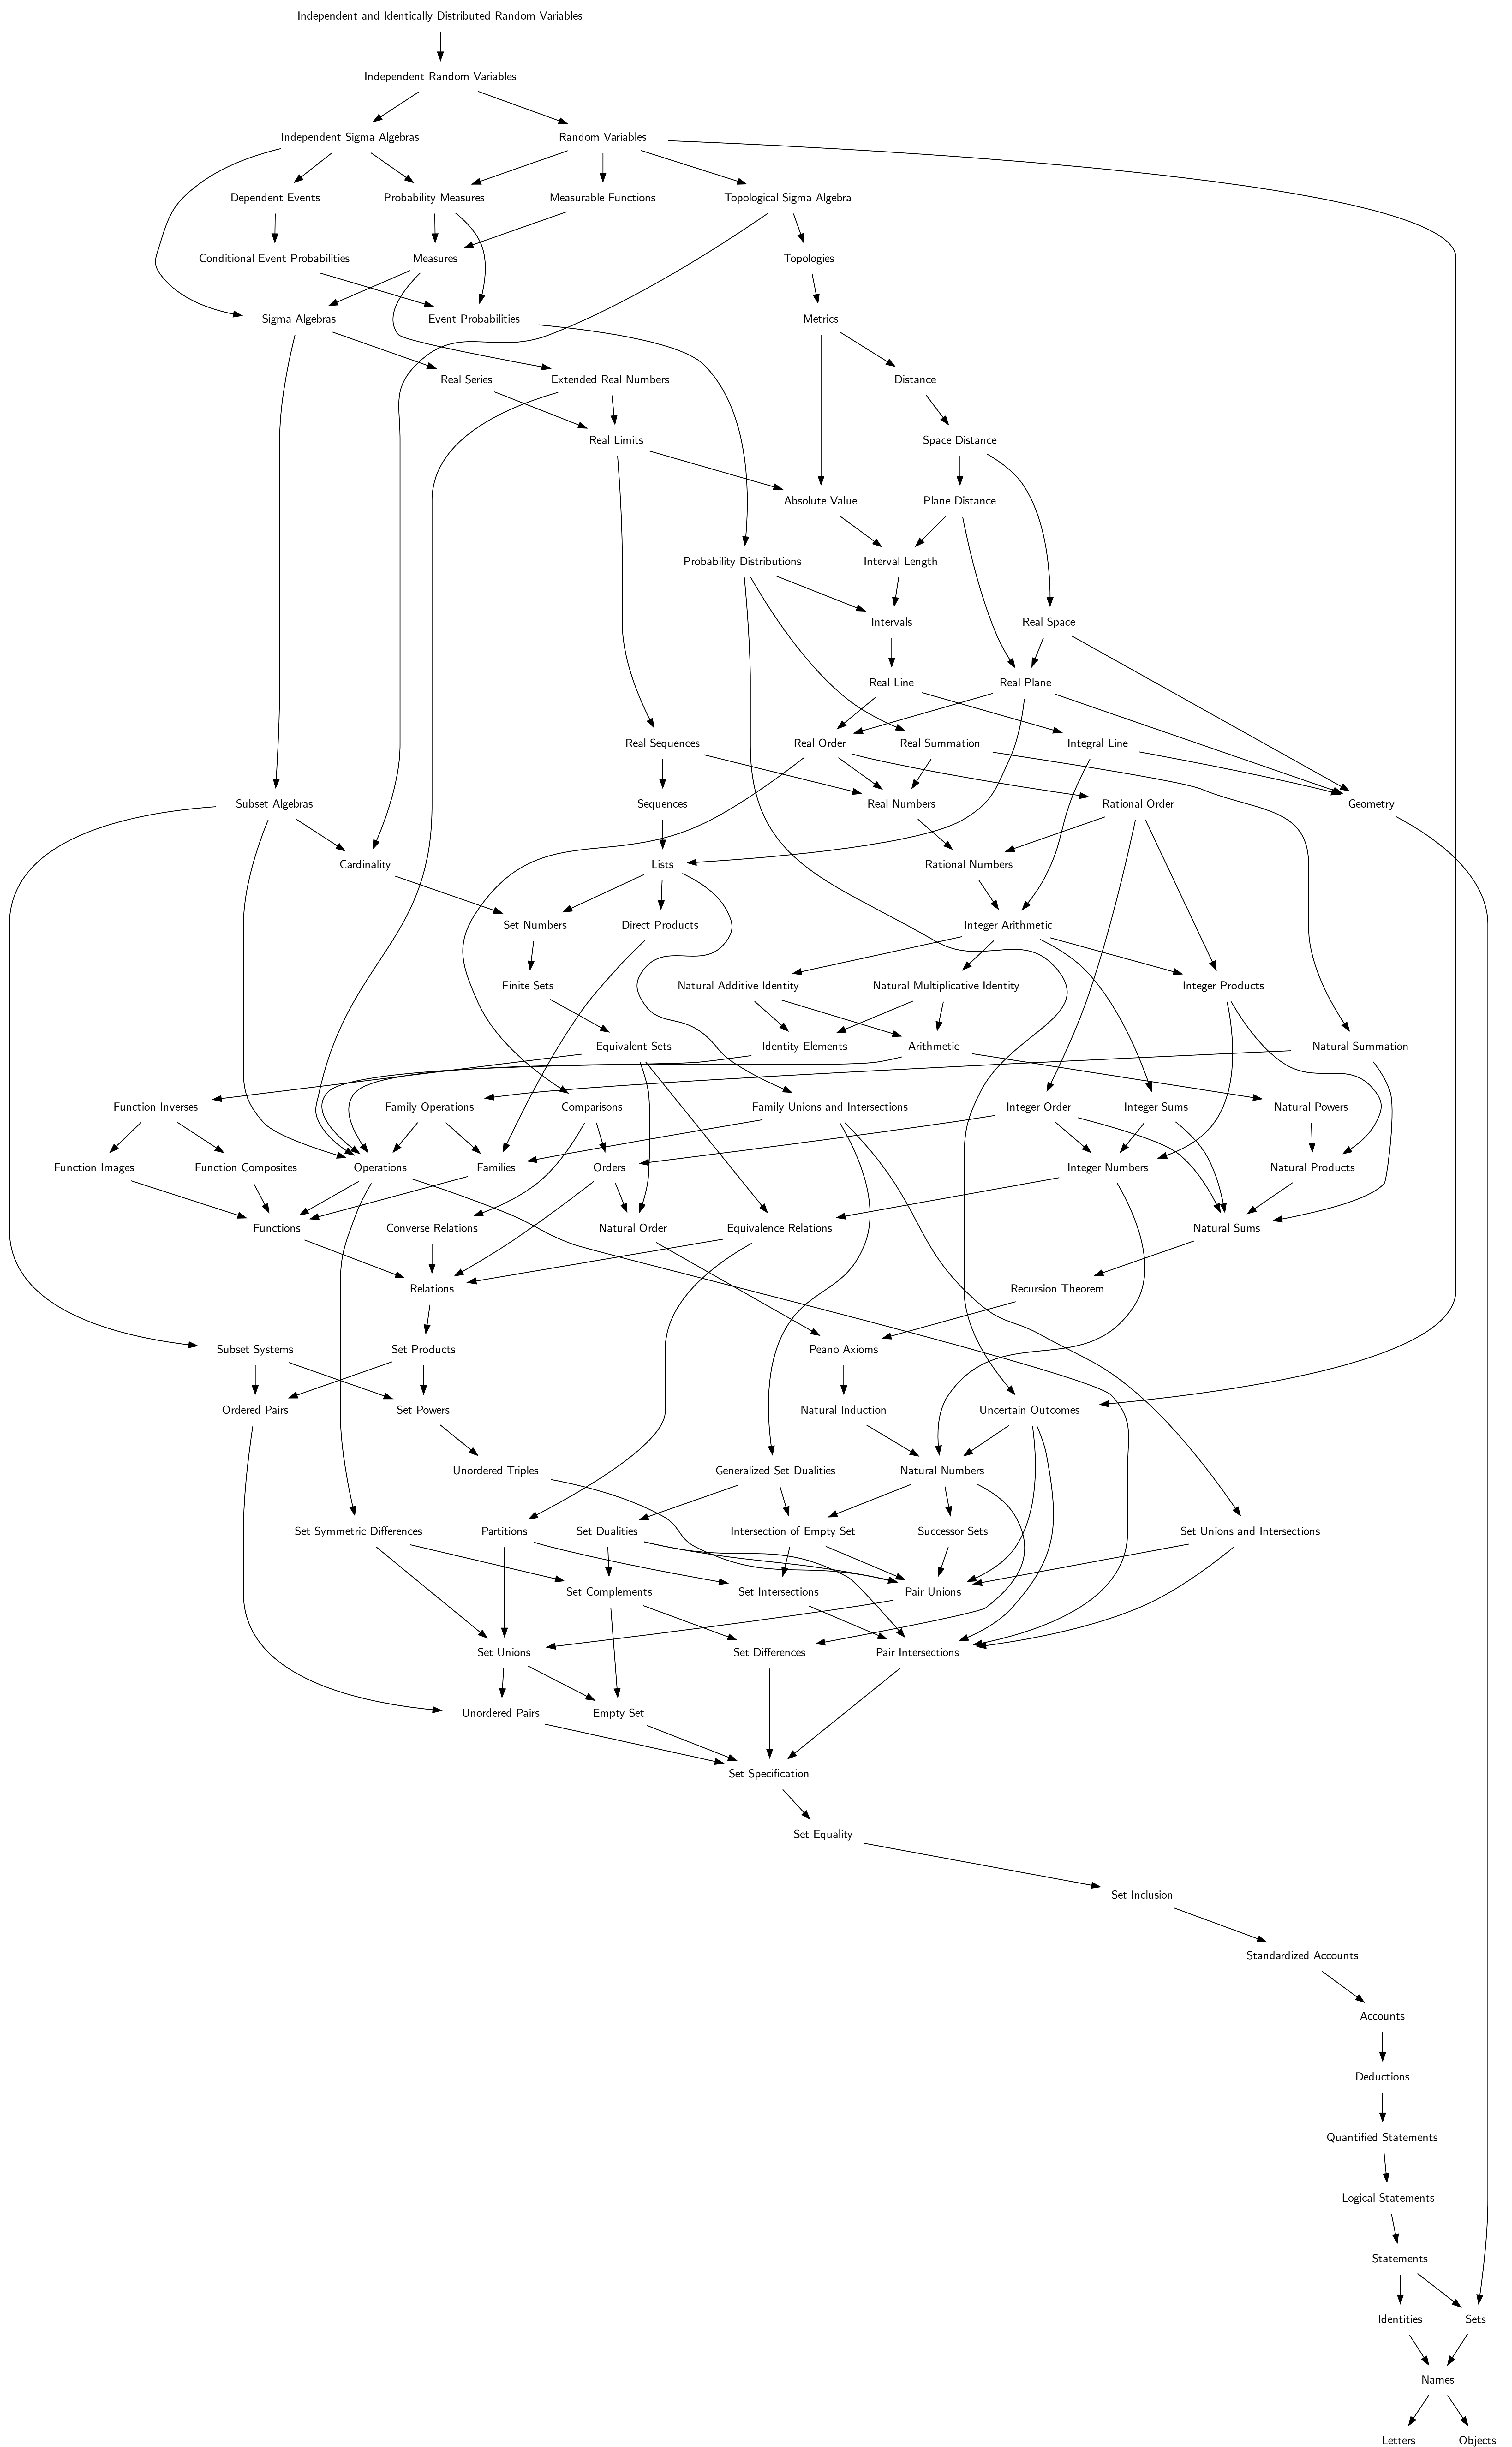 Independent and Identically Distributed Random Variables
Independent Random Variables
Independent Sigma Algebras
Random Variables
Dependent Events
Probability Measures
Measurable Functions
Topological Sigma Algebra
Conditional Event Probabilities
Measures
Topologies
Sigma Algebras
Event Probabilities
Metrics
Real Series
Extended Real Numbers
Distance
Real Limits
Space Distance
Absolute Value
Plane Distance
Probability Distributions
Interval Length
Intervals
Real Space
Real Line
Real Plane
Real Sequences
Real Order
Real Summation
Integral Line
Subset Algebras
Sequences
Real Numbers
Rational Order
Geometry
Cardinality
Lists
Rational Numbers
Set Numbers
Direct Products
Integer Arithmetic
Finite Sets
Natural Additive Identity
Natural Multiplicative Identity
Integer Products
Equivalent Sets
Identity Elements
Arithmetic
Natural Summation
Function Inverses
Family Operations
Comparisons
Family Unions and Intersections
Integer Order
Integer Sums
Natural Powers
Function Images
Function Composites
Operations
Families
Orders
Integer Numbers
Natural Products
Functions
Converse Relations
Natural Order
Equivalence Relations
Natural Sums
Relations
Recursion Theorem
Subset Systems
Set Products
Peano Axioms
Ordered Pairs
Set Powers
Natural Induction
Uncertain Outcomes
Unordered Triples
Generalized Set Dualities
Natural Numbers
Set Symmetric Differences
Partitions
Set Dualities
Intersection of Empty Set
Successor Sets
Set Unions and Intersections
Set Complements
Set Intersections
Pair Unions
Set Unions
Set Differences
Pair Intersections
Unordered Pairs
Empty Set
Set Specification
Set Equality
Set Inclusion
Standardized Accounts
Accounts
Deductions
Quantified Statements
Logical Statements
Statements
Identities
Sets
Names
Letters
Objects